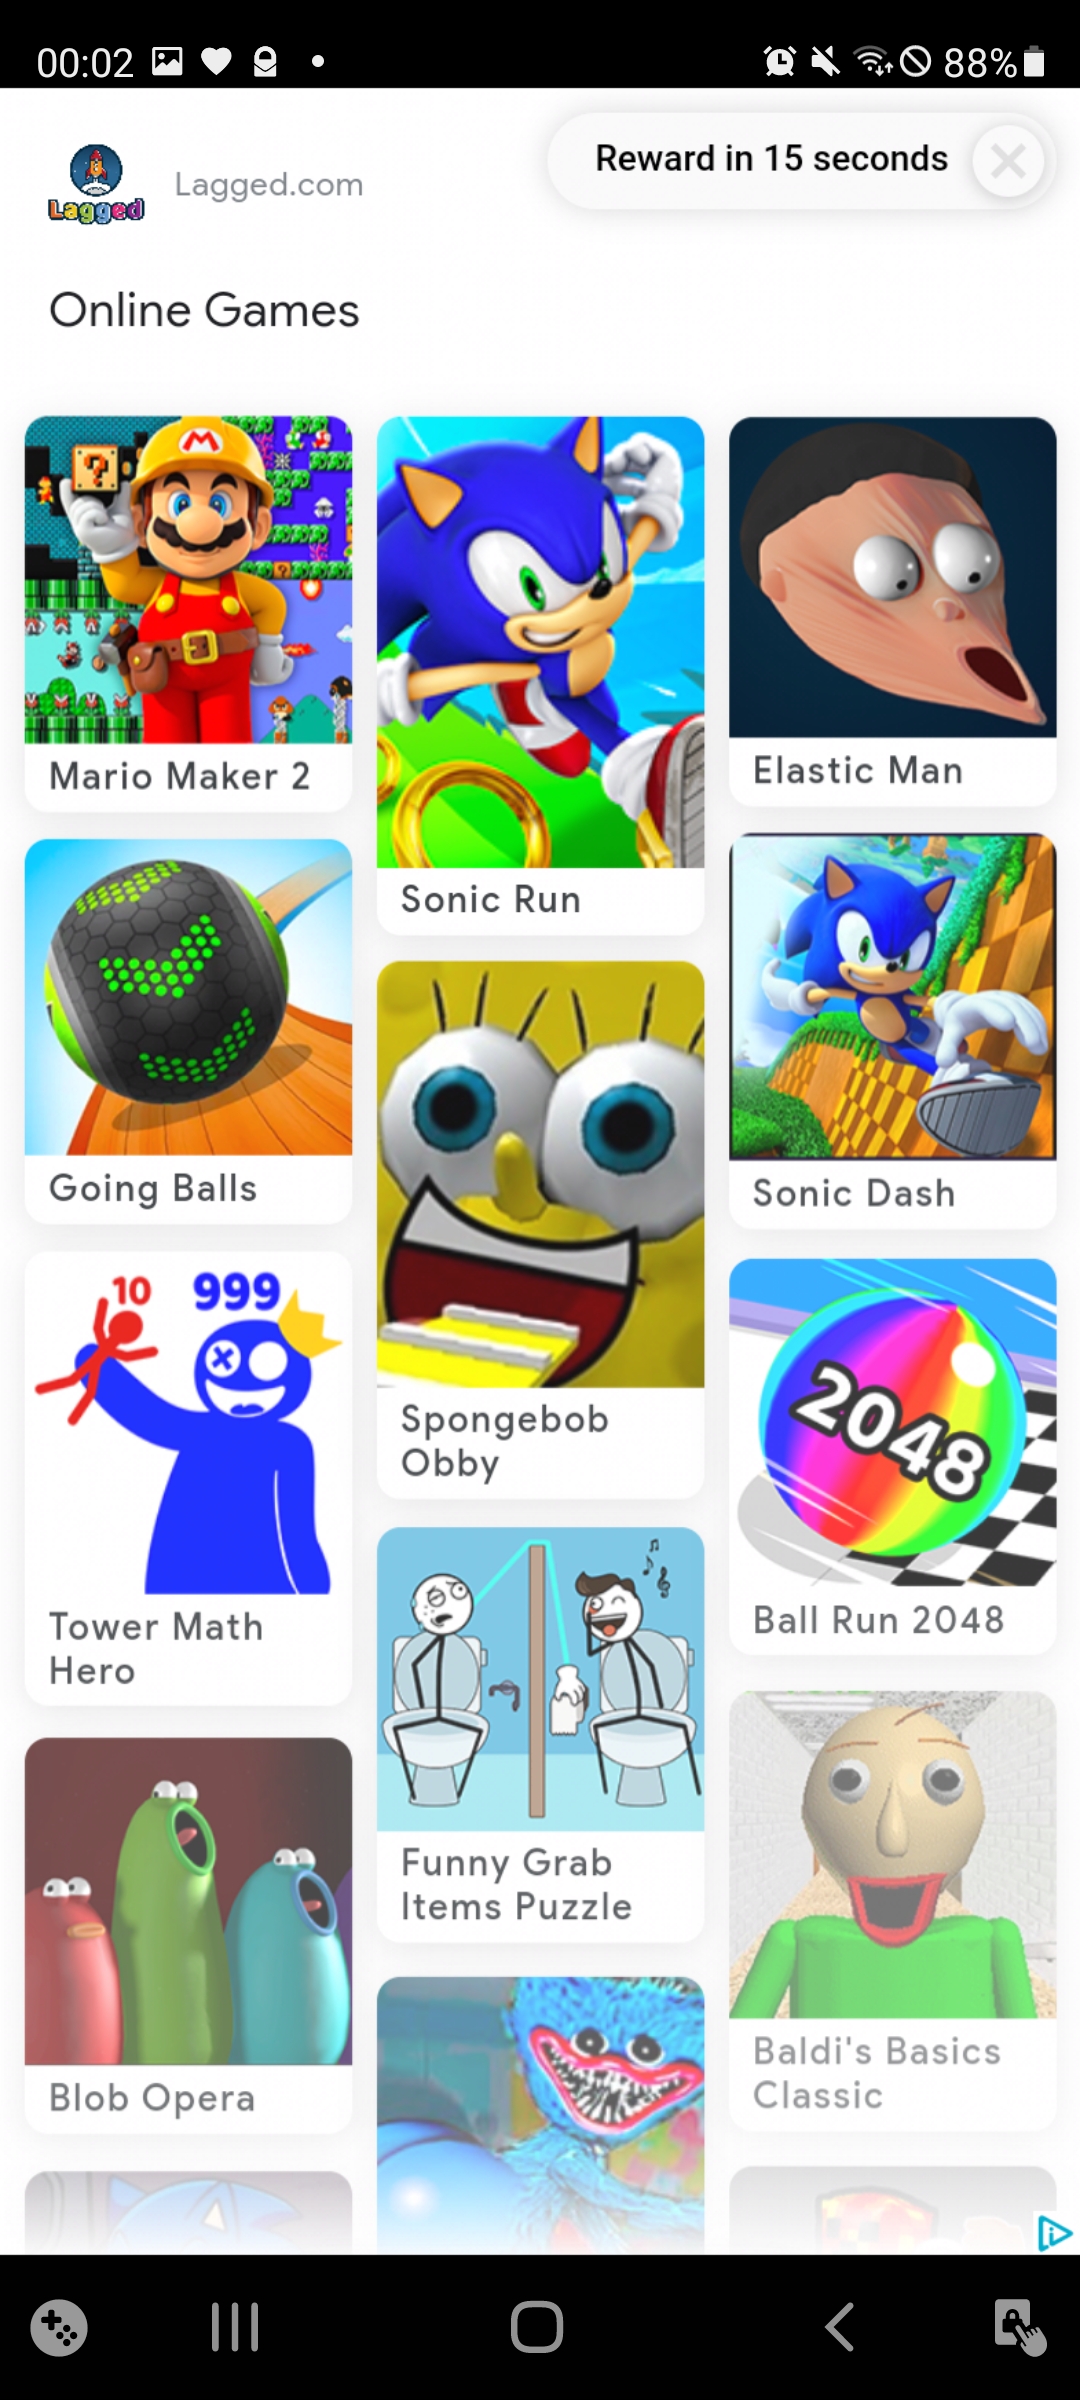 00:02
88%
Reward in 15 seconds
Lagged
Lagged.com
Online Games
M
?
Mario Maker 2
Sonic Run
Elastic Man
Going Balls
Sonic Dash
10
999
Tower Math
Hero
Spongebob
Obby
2048
Ball Run 2048
Funny Grab
Items Puzzle
Blob Opera
Baldi's Basics
Classic